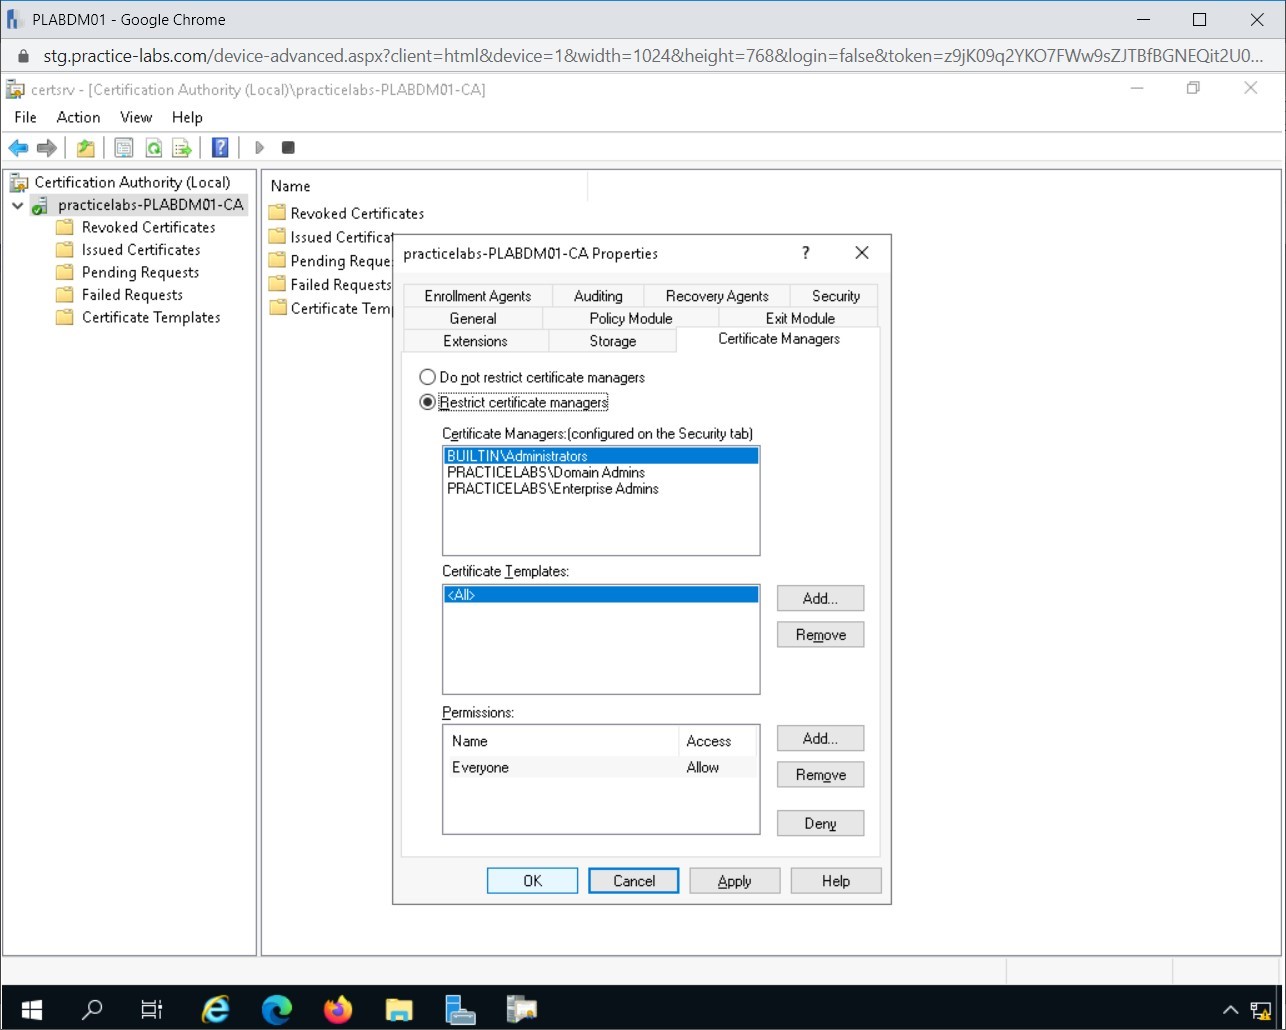 PLABDM01 - Google Chrome
stg.practice-labs.com/device-advanced.aspx?client=html&device=1&width=1024&height=768&login=false&token=z9jK09q2YKO7FWw9sZJTBfBGNEQit2U0...
certsrv - [Certification Authority (Local)\practicelabs-PLABDM01-CA]
File Action View Help
Certification Authority (Local)
practicelabs-PLABDM01-CA
Revoked Certificates
Issued Certificates
Pending Requests
Failed Requests
Certificate Templates
Name
Revoked Certificates
Issued Certificat
Pending Reque
Failed Requests
Certificate Tem
practicelabs-PLABDM01-CA Properties
Enrollment Agents Auditing Recovery Agents Security
General Policy Module Exit Module
Extensions Storage Certificate Managers
Do not restrict certificate managers
Restrict certificate managers
Certificate Managers:(configured on the Security tab)
BUILTIN\Administrators
PRACTICELABS\Domain Admins
PRACTICELABS\Enterprise Admins
Certificate Templates:
<All>
Add...
Remove
Permissions:
Name Access
Everyone Allow
Add...
Remove
Deny
OK Cancel Apply Help